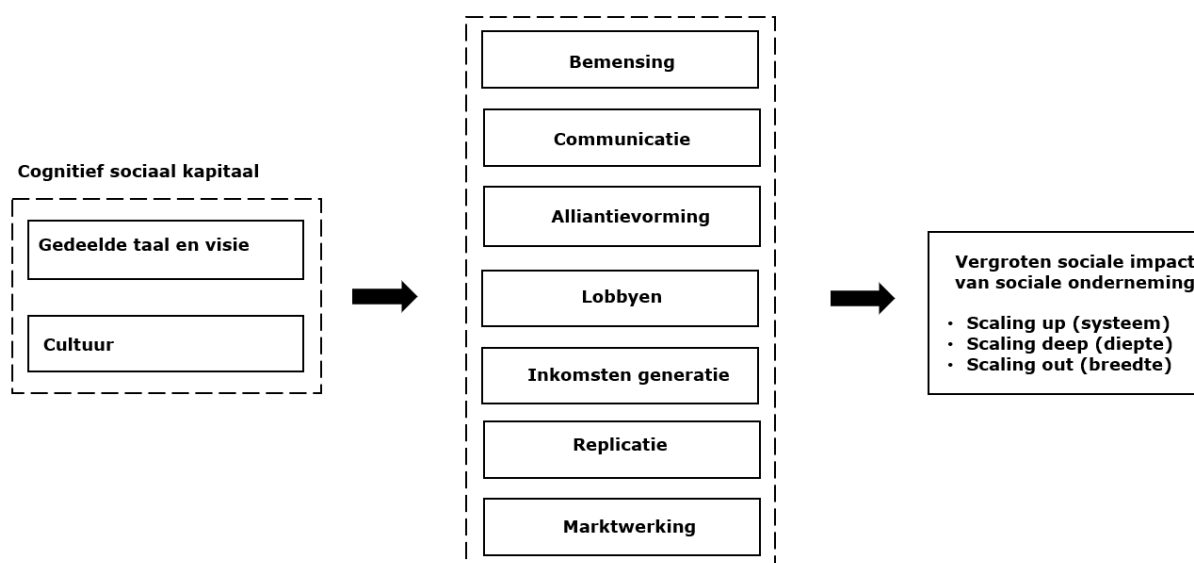 Cognitief sociaal kapitaal
Gedeelde taal en visie
Cultuur
Bemensing
Communicatie
Alliantievorming
Lobbyen
Inkomsten generatie
Replicatie
Marktwerking
Vergroten sociale impact
van sociale onderneming
• Scaling up (systeem)
• Scaling deep (diepte)
• Scaling out (breedte)